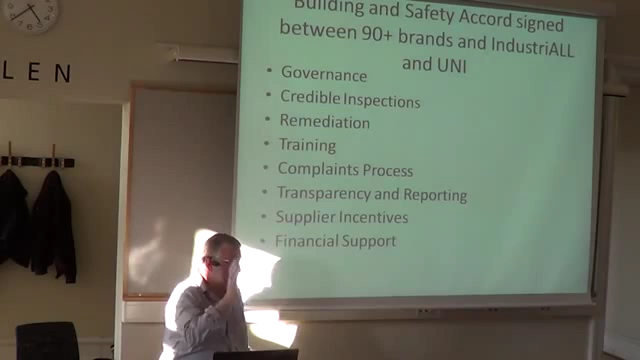 Building and Safety Accord signed
between 90+ brands and IndustriALL
and UNI
• Governance
• Credible Inspections
• Remediation
• Training
• Complaints Process
• Transparency and Reporting
• Supplier Incentives
• Financial Support
LEN